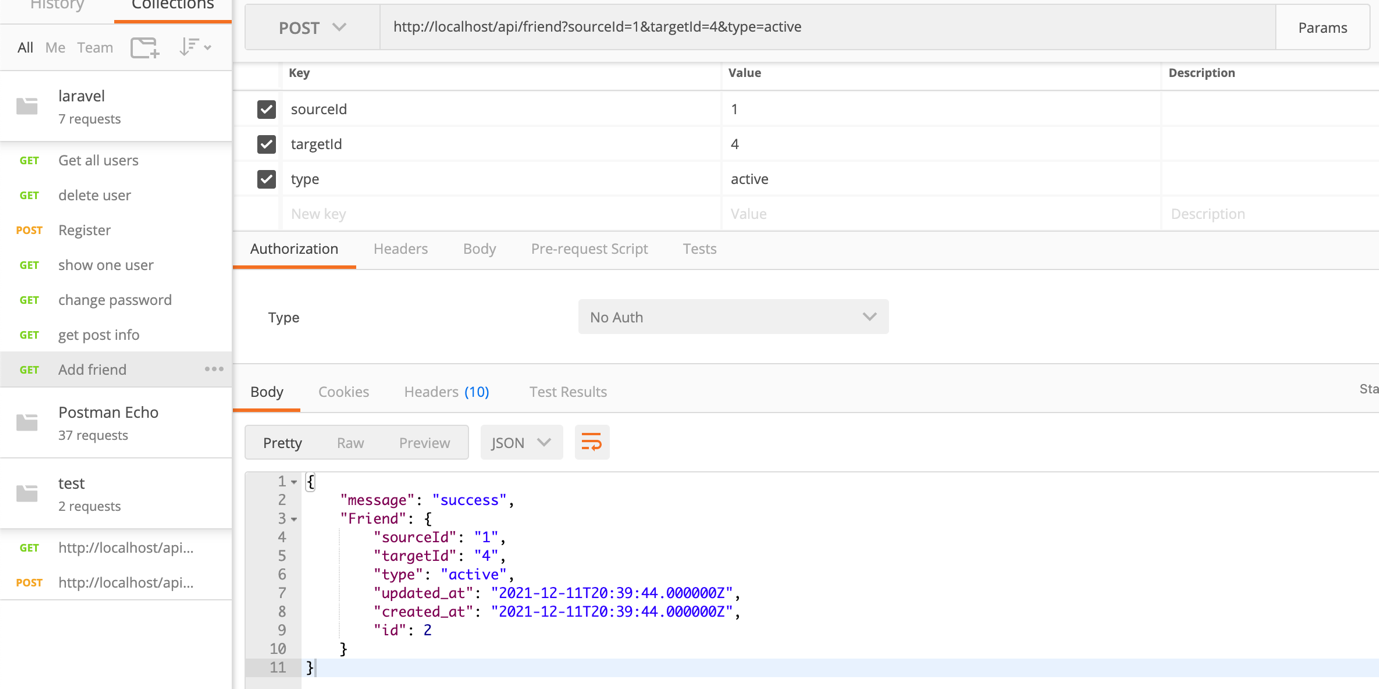 History
Collections
All Me Team
laravel
7 requests
GET Get all users
GET delete user
POST Register
GET show one user
GET change password
GET get post info
GET Add friend
Postman Echo
37 requests
test
2 requests
GET http://localhost/api...
POST http://localhost/api...
POST http://localhost/api/friend?sourceId=1&targetId=4&type=active Params
Key Value Description
sourceId 1
targetId 4
type active
New key Value Description
Authorization Headers Body Pre-request Script Tests
Type No Auth
Body Cookies Headers (10) Test Results Sta
Pretty Raw Preview JSON
1 {
2 "message": "success",
3 "Friend": {
4 "sourceId": "1",
5 "targetId": "4",
6 "type": "active",
7 "updated_at": "2021-12-11T20:39:44.000000Z",
8 "created_at": "2021-12-11T20:39:44.000000Z",
9 "id": 2
10 }
11 }